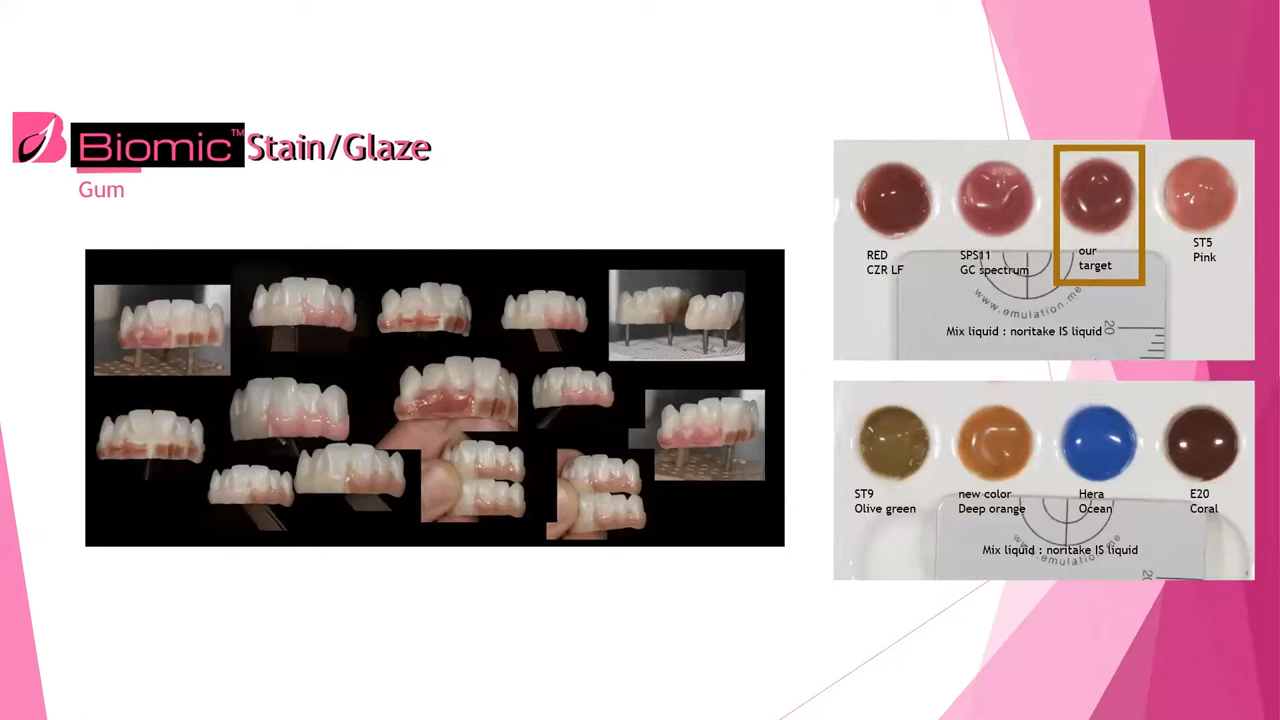 Biomic™ Stain/Glaze
Gum
RED
CZR LF
SPS11
GC spectrum
our
target
ST5
Pink
www.emulation.me
Mix liquid : noritake IS liquid
20
ST9
Olive green
new color
Deep orange
Hera
Ocean
E20
Coral
Mix liquid : noritake IS liquid
www.emulation.me
20